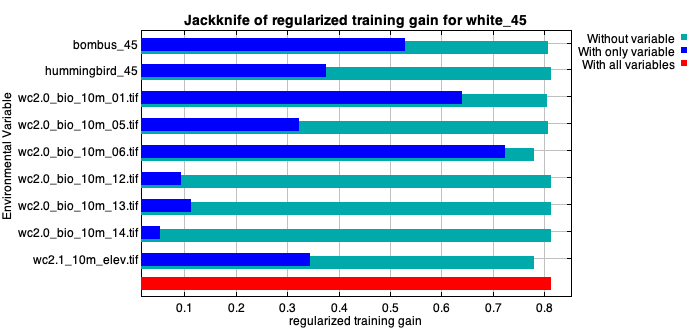 Jackknife of regularized training gain for white_45
Without variable
With only variable
With all variables
Environmental Variable
bombus_45
hummingbird_45
wc2.0_bio_10m_01.tif
wc2.0_bio_10m_05.tif
wc2.0_bio_10m_06.tif
wc2.0_bio_10m_12.tif
wc2.0_bio_10m_13.tif
wc2.0_bio_10m_14.tif
wc2.1_10m_elev.tif
0.1 0.2 0.3 0.4 0.5 0.6 0.7 0.8
regularized training gain